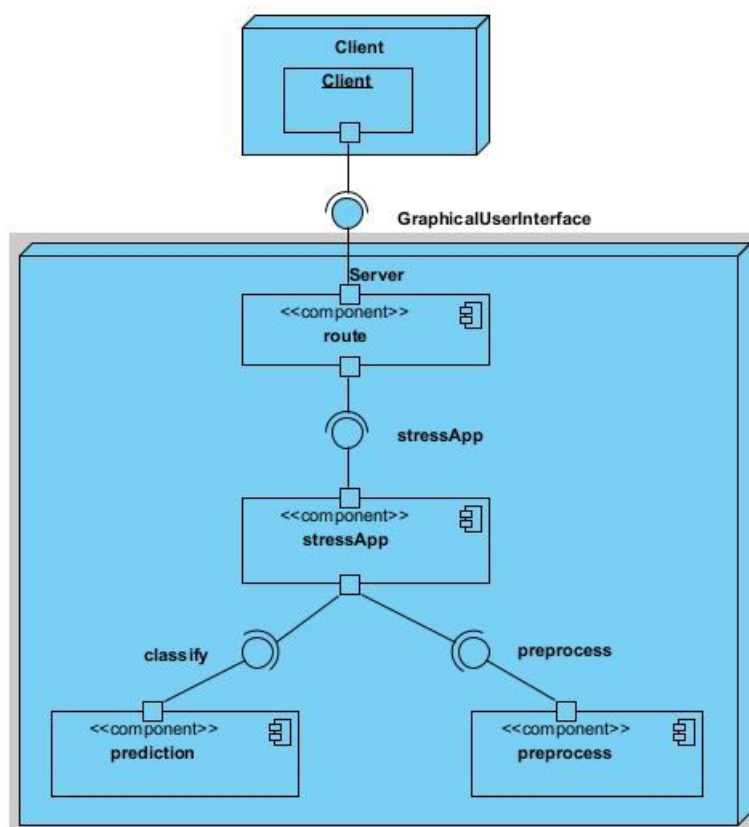 Client
Client
GraphicalUserInterface
Server
<<component>>
route
stressApp
<<component>>
stressApp
classify
preprocess
<<component>>
prediction
<<component>>
preprocess